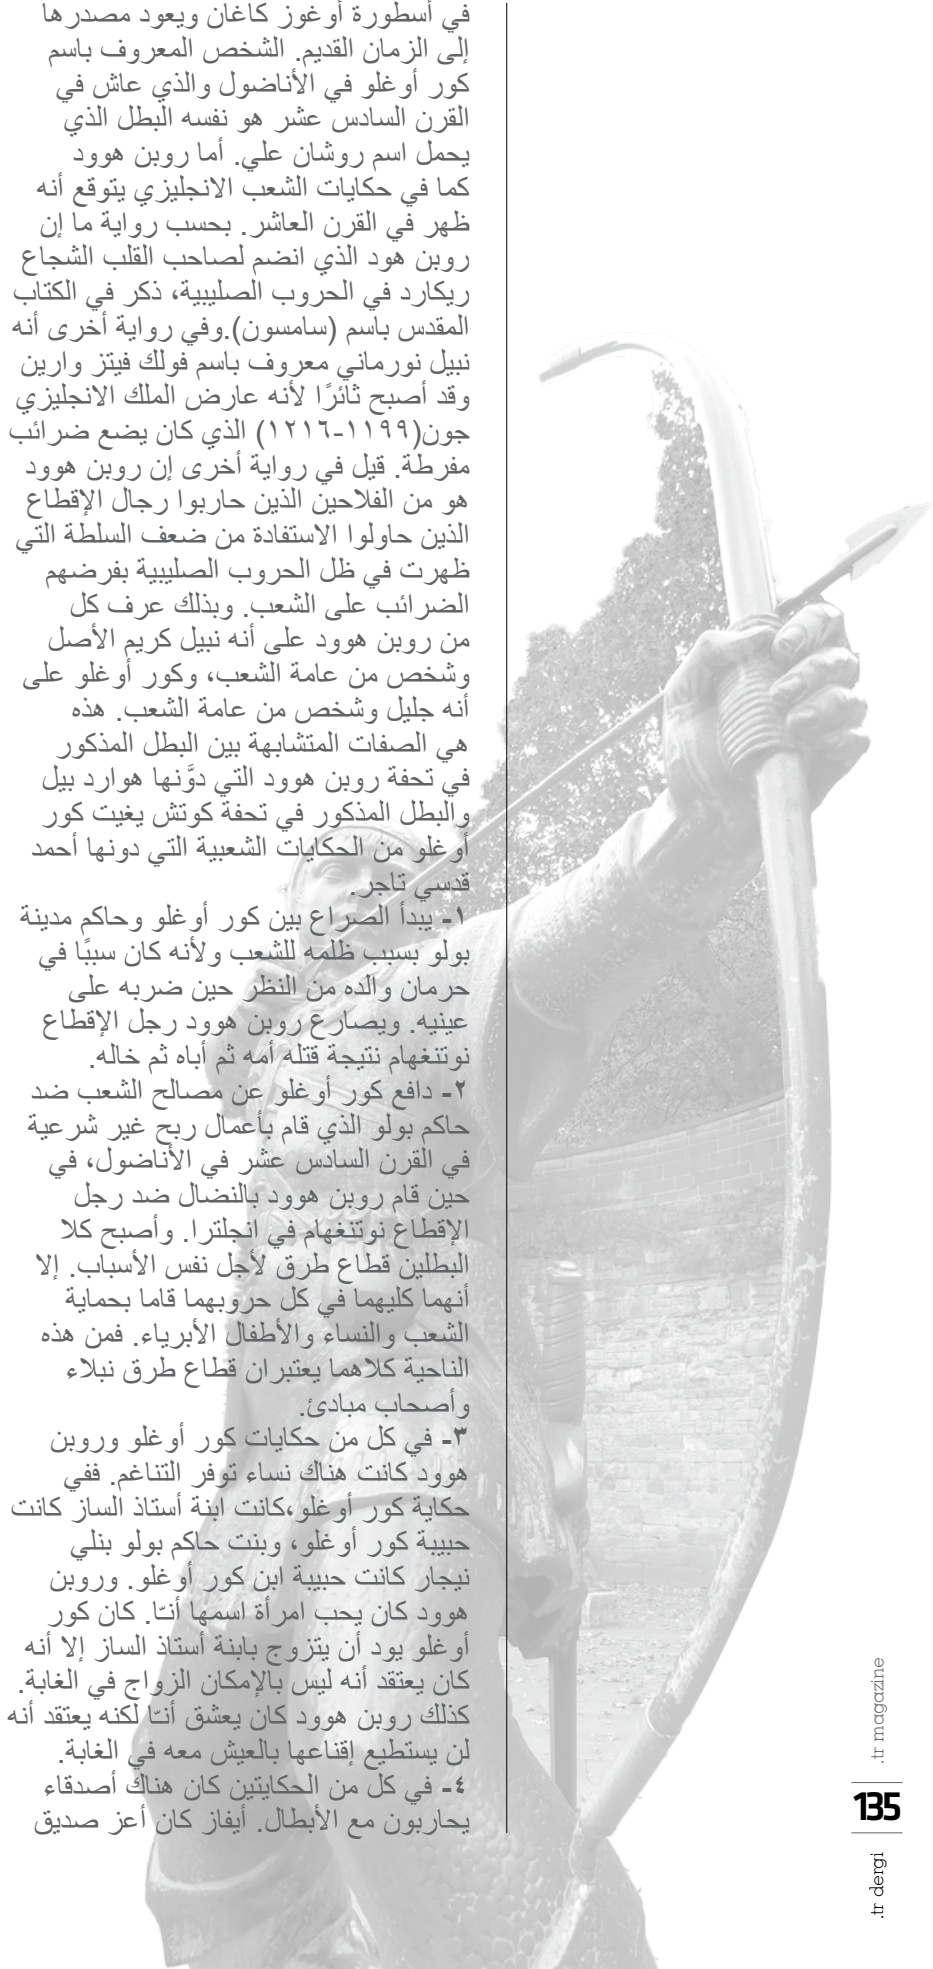 في أسطورة أوغوز كاغان ويعود مصدرها
إلى الزمان القديم. الشخص المعروف باسم
كور أوغلو في الأناضول والذي عاش في
القرن السادس عشر هو نفسه البطل الذي
يحمل اسم روشان علي. أما روبن هوود
كما في حكايات الشعب الانجليزي يتوقع أنه
ظهر في القرن العاشر. بحسب رواية ما إن
روبن هود الذي انضم لصاحب القلب الشجاع
ريكارد في الحروب الصليبية، ذكر في الكتاب
المقدس باسم (سامسون).وفي رواية أخرى أنه
نبيل نورماني معروف باسم فولك فيتز وارين
وقد أصبح ثائرًا لأنه عارض الملك الانجليزي
جون(١١٩٩-١٢١٦) الذي كان يضع ضرائب
مفرطة. قيل في رواية أخرى إن روبن هوود
هو من الفلاحين الذين حاربوا رجال الإقطاع
الذين حاولوا الاستفادة من ضعف السلطة التي
ظهرت في ظل الحروب الصليبية بفرضهم
الضرائب على الشعب. وبذلك عرف كل
من روبن هوود على أنه نبيل كريم الأصل
وشخص من عامة الشعب، وكور أوغلو على
أنه جليل وشخص من عامة الشعب. هذه
هي الصفات المتشابهة بين البطل المذكور
في تحفة روبن هوود التي دوَّنها هوارد بيل
والبطل المذكور في تحفة كوتش يغيت كور
أوغلو من الحكايات الشعبية التي دونها أحمد
قدسي تاجر.
١- يبدأ الصراع بين كور أوغلو وحاكم مدينة
بولو بسبب ظلمه للشعب ولأنه كان سببًا في
حرمان والده من النظر حين ضربه على
عينيه. ويصارع روبن هوود رجل الإقطاع
نوتنغهام نتيجة قتله أمه ثم أباه ثم خاله.
٢- دافع كور أوغلو عن مصالح الشعب ضد
حاكم بولو الذي قام بأعمال ربح غير شرعية
في القرن السادس عشر في الأناضول، في
حين قام روبن هوود بالنضال ضد رجل
الإقطاع نوتنغهام في انجلترا. وأصبح كلا
البطلين قطاع طرق لأجل نفس الأسباب. إلا
أنهما كليهما في كل حروبهما قاما بحماية
الشعب والنساء والأطفال الأبرياء. فمن هذه
الناحية كلاهما يعتبران قطاع طرق نبلاء
وأصحاب مبادئ.
٣- في كل من حكايات كور أوغلو وروبن
هوود كانت هناك نساء توفر التناغم. ففي
حكاية كور أوغلو،كانت ابنة أستاذ الساز كانت
حبيبة كور أوغلو، وبنت حاكم بولو بنلي
نيجار كانت حبيبة ابن كور أوغلو. وروبن
هوود كان يحب امرأة اسمها أنـّا. كان كور
أوغلو يود أن يتزوج بابنة أستاذ الساز إلا أنه
كان يعتقد أنه ليس بالإمكان الزواج في الغابة.
كذلك روبن هوود كان يعشق أنـّا لكنه يعتقد أنه
لن يستطيع إقناعها بالعيش معه في الغابة.
٤- في كل من الحكايتين كان هناك أصدقاء
يحاربون مع الأبطال. أيفاز كان أعز صديق
.tr magazine
135
.tr dergi